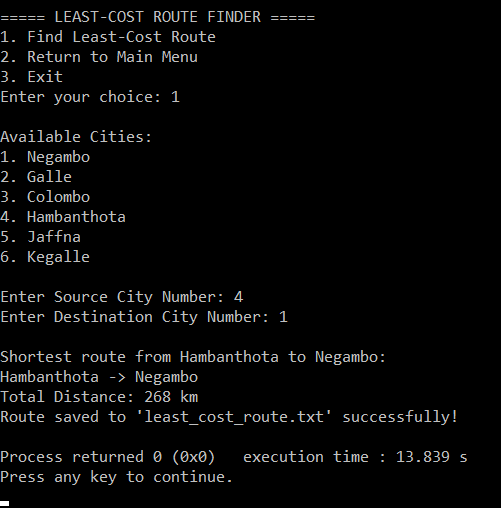 ===== LEAST-COST ROUTE FINDER =====
1. Find Least-Cost Route
2. Return to Main Menu
3. Exit
Enter your choice: 1
Available Cities:
1. Negambo
2. Galle
3. Colombo
4. Hambanthota
5. Jaffna
6. Kegalle
Enter Source City Number: 4
Enter Destination City Number: 1
Shortest route from Hambanthota to Negambo:
Hambanthota -> Negambo
Total Distance: 268 km
Route saved to 'least_cost_route.txt' successfully!
Process returned 0 (0x0)   execution time : 13.839 s
Press any key to continue.